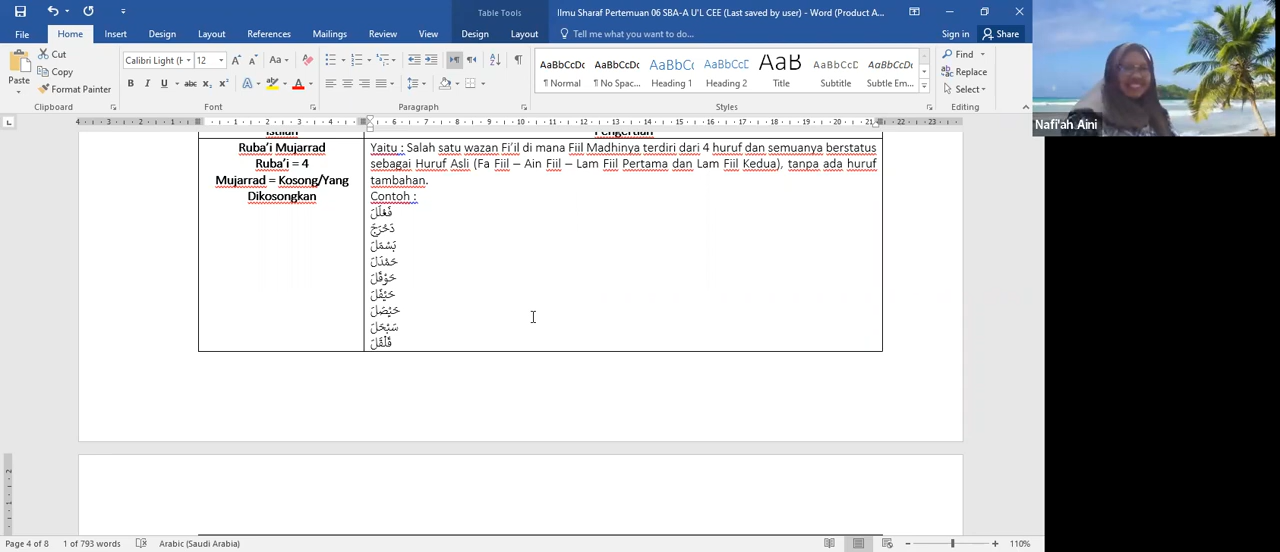 Table Tools
Ilmu Sharaf Pertemuan 06 SBA-A U'L CEE (Last saved by user) - Word (Product A...
File Home Insert Design Layout References Mailings Review View Design Layout Tell me what you want to do... Sign in Share
Paste
Cut
Copy
Format Painter
Clipboard
Calibri Light (H 12
B I U
Font
Paragraph
AaBbCcDc AaBbCcDc AaBbCc AaBbCcD AaB AaBbCcD AaBbCcDc
¶ Normal ¶ No Spac... Heading 1 Heading 2 Title Subtitle Subtle Em...
Styles
Find
Replace
Select
Editing
Nafi'ah Aini
Istilah
Pengertian
Ruba'i Mujarrad
Ruba'i = 4
Mujarrad = Kosong/Yang
Dikosongkan
Yaitu : Salah satu wazan Fi'il di mana Fiil Madhinya terdiri dari 4 huruf dan semuanya berstatus
sebagai Huruf Asli (Fa Fiil – Ain Fiil – Lam Fiil Pertama dan Lam Fiil Kedua), tanpa ada huruf
tambahan.
Contoh :
فَعْلَلَ
دَحْرَجَ
بَسْمَلَ
حَمْدَلَ
حَوْقَلَ
حَيْفَلَ
حَيْصَلَ
سَبْحَلَ
قَلْقَلَ
Page 4 of 8 1 of 793 words Arabic (Saudi Arabia) 110%